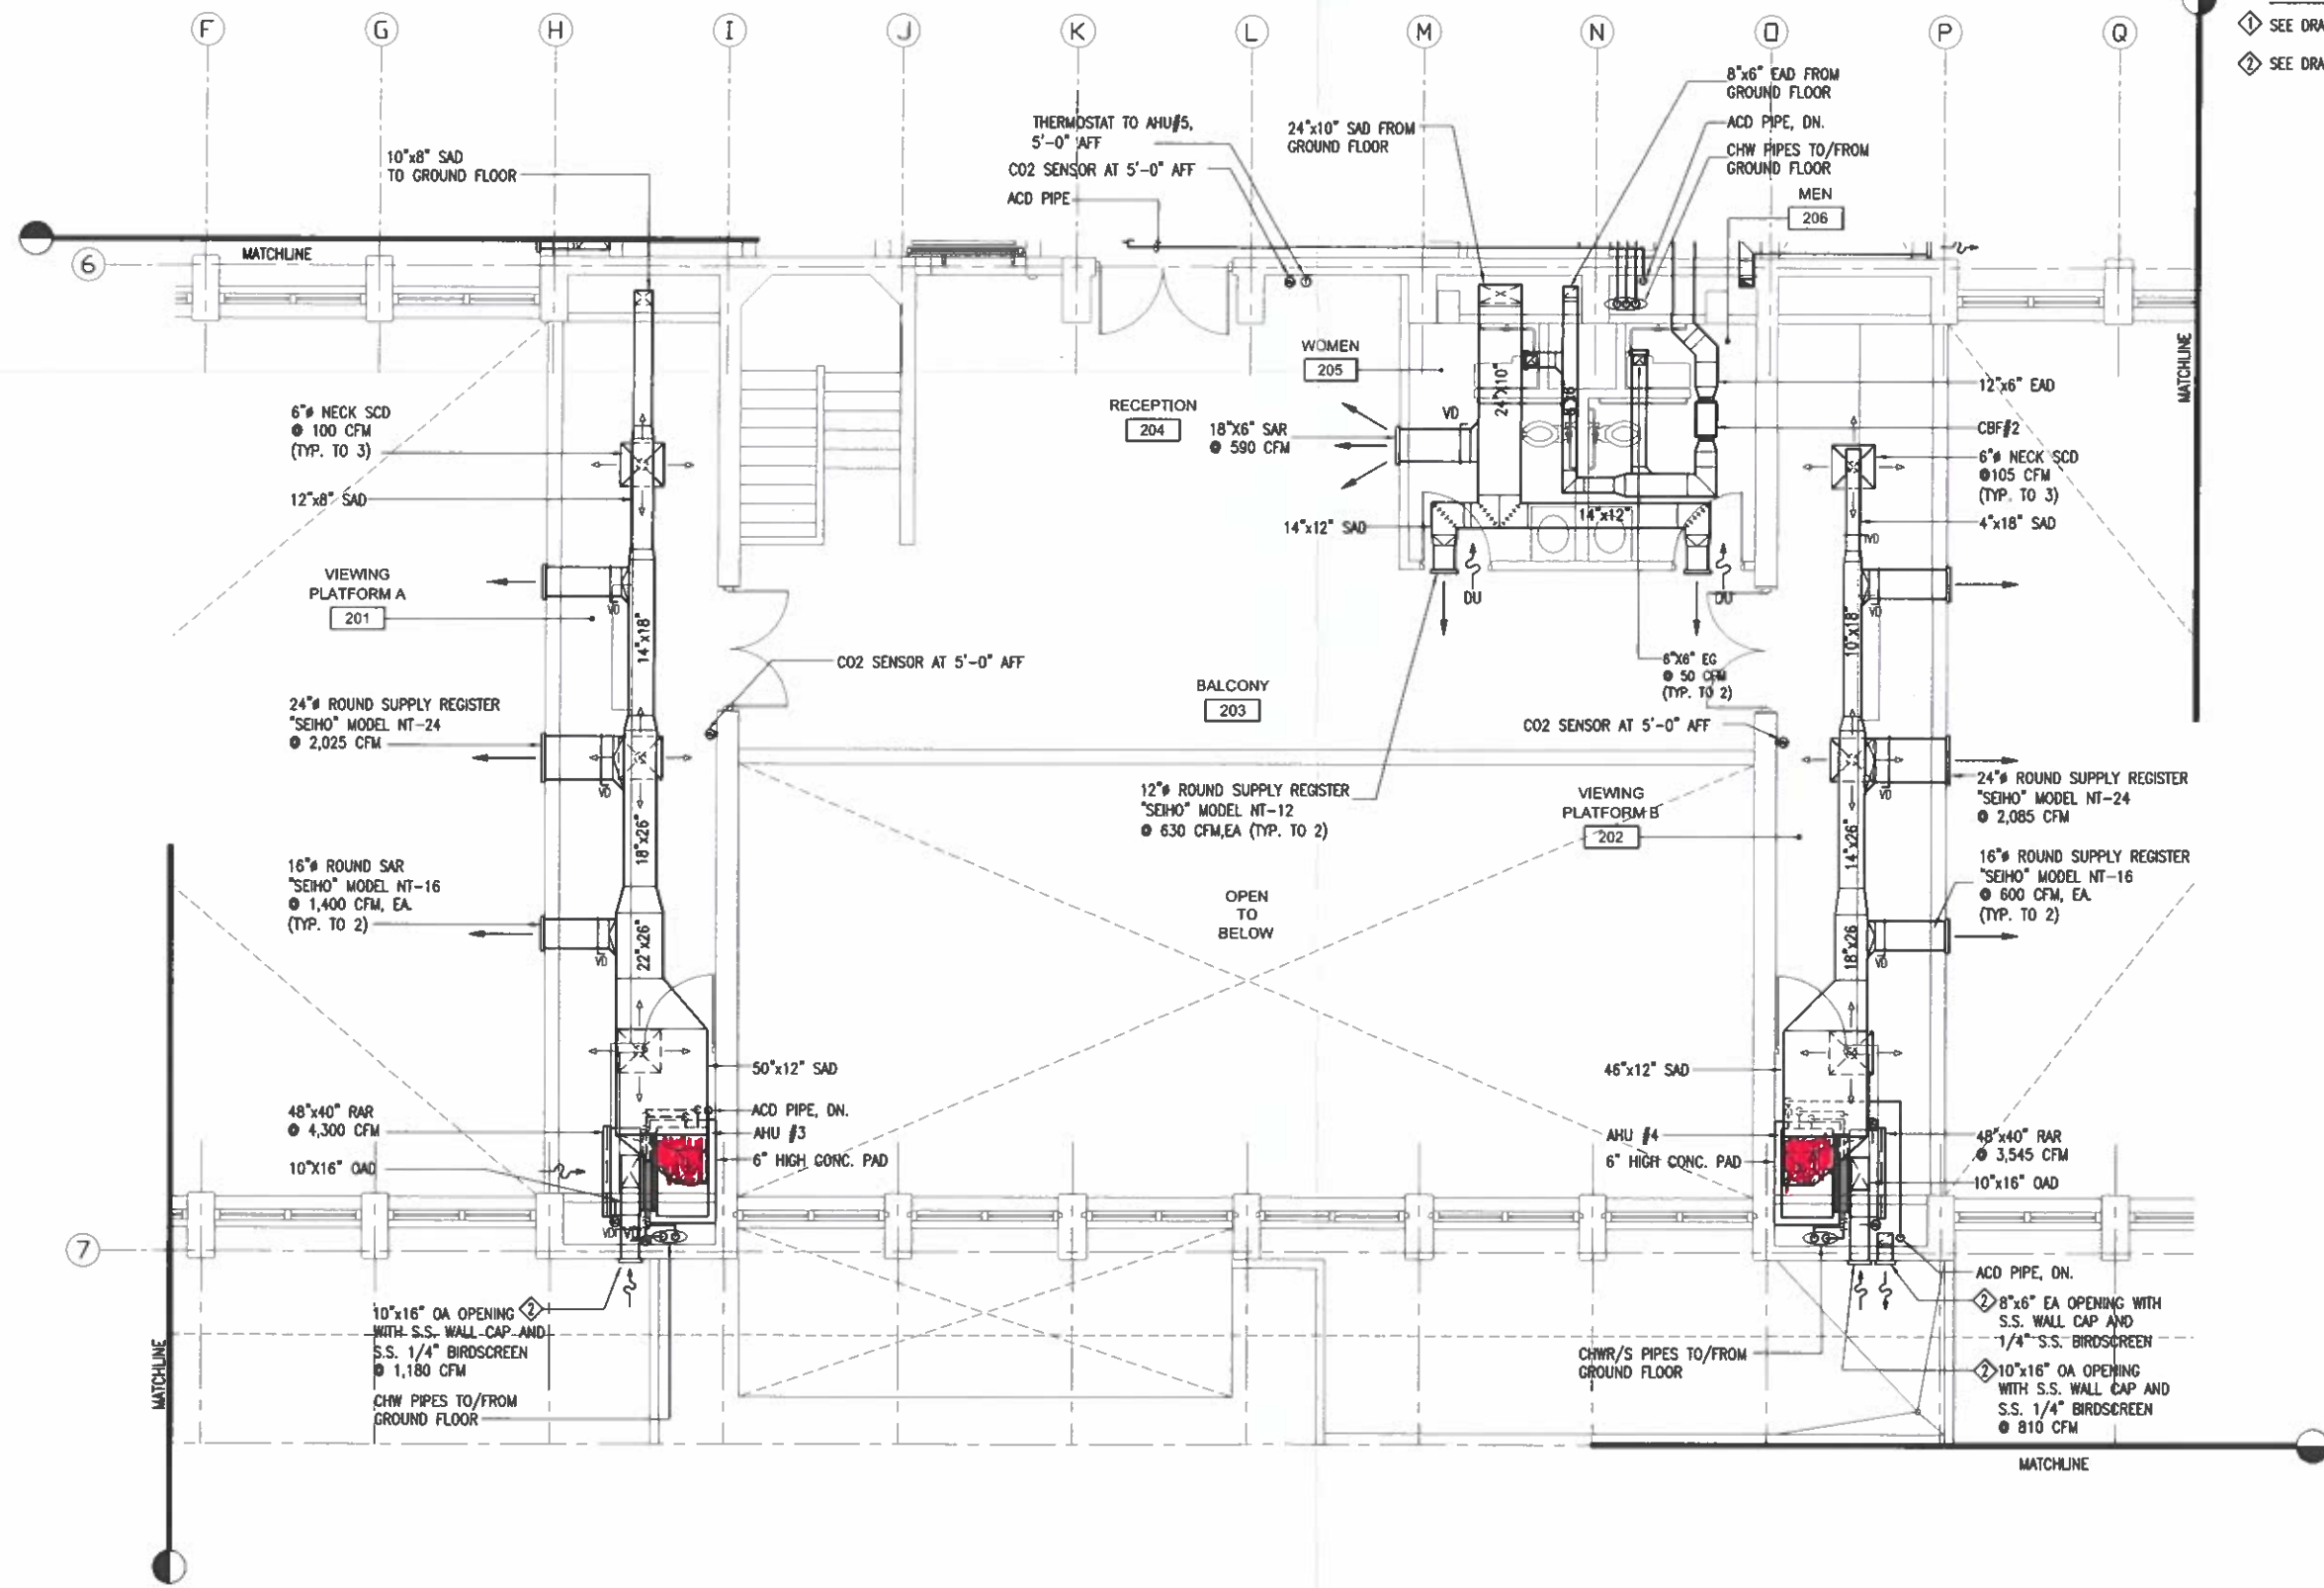 F
G
H
I
J
K
L
M
N
O
P
Q
1 SEE DRA
2 SEE DRA
8"x6" EAD FROM
GROUND FLOOR
ACD PIPE, DN.
CHW PIPES TO/FROM
GROUND FLOOR
MEN
206
THERMOSTAT TO AHU#5,
5'-0" AFF
CO2 SENSOR AT 5'-0" AFF
ACD PIPE
24"x10" SAD FROM
GROUND FLOOR
10"x8" SAD
TO GROUND FLOOR
MATCHLINE
6
MATCHLINE
WOMEN
205
RECEPTION
204
18"X6" SAR
@ 590 CFM
VD
24"X10"
12"x6" EAD
CBF#2
6"ø NECK SCD
@105 CFM
(TYP. TO 3)
4"x18" SAD
VD
6"ø NECK SCD
@ 100 CFM
(TYP. TO 3)
12"x8" SAD
14"x12" SAD
14"x12"
DU
DU
VIEWING
PLATFORM A
201
VD
14"x18"
VD
10"x18"
CO2 SENSOR AT 5'-0" AFF
8"X6" EG
@ 50 CFM
(TYP. TO 2)
BALCONY
203
CO2 SENSOR AT 5'-0" AFF
24"ø ROUND SUPPLY REGISTER
"SEIHO" MODEL NT-24
@ 2,025 CFM
VD
18"x26"
12"ø ROUND SUPPLY REGISTER
"SEIHO" MODEL NT-12
@ 630 CFM,EA (TYP. TO 2)
VIEWING
PLATFORM B
202
VD
14"x26"
24"ø ROUND SUPPLY REGISTER
"SEIHO" MODEL NT-24
@ 2,085 CFM
16"ø ROUND SAR
"SEIHO" MODEL NT-16
@ 1,400 CFM, EA.
(TYP. TO 2)
VD
22"x26"
OPEN
TO
BELOW
16"ø ROUND SUPPLY REGISTER
"SEIHO" MODEL NT-16
@ 600 CFM, EA.
(TYP. TO 2)
VD
18"x26
50"x12" SAD
46"x12" SAD
48"x40" RAR
@ 4,300 CFM
10"X16" OAD
ACD PIPE, DN.
AHU #3
6" HIGH CONC. PAD
AHU #4
6" HIGH CONC. PAD
48"x40" RAR
@ 3,545 CFM
10"x16" OAD
VD
VD
7
10"x16" OA OPENING 2
WITH S.S. WALL CAP AND
S.S. 1/4" BIRDSCREEN
@ 1,180 CFM
CHW PIPES TO/FROM
GROUND FLOOR
CHWR/S PIPES TO/FROM
GROUND FLOOR
ACD PIPE, DN.
2 8"x6" EA OPENING WITH
S.S. WALL CAP AND
1/4" S.S. BIRDSCREEN
2 10"x16" OA OPENING
WITH S.S. WALL CAP AND
S.S. 1/4" BIRDSCREEN
@ 810 CFM
MATCHLINE
MATCHLINE